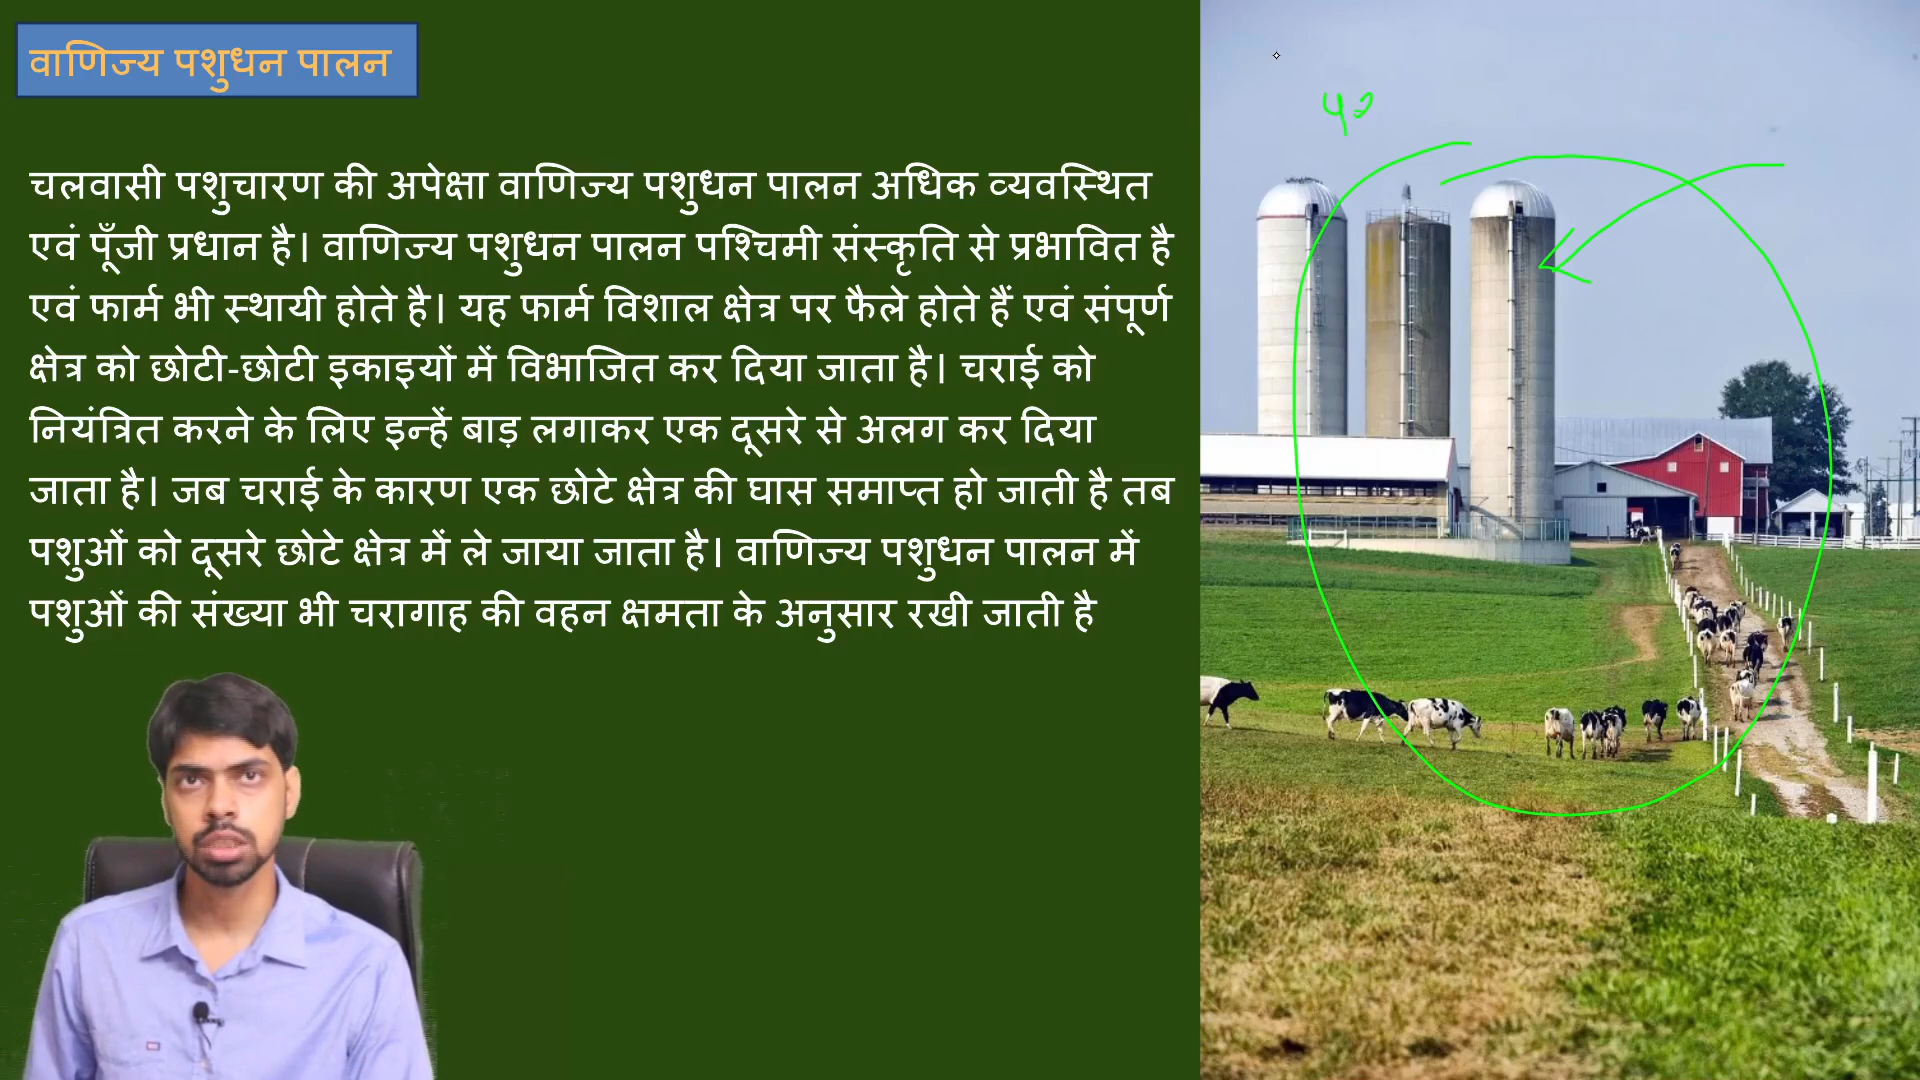 वाणिज्य पशुधन पालन
चलवासी पशुचारण की अपेक्षा वाणिज्य पशुधन पालन अधिक व्यवस्थित
एवं पूँजी प्रधान है। वाणिज्य पशुधन पालन पश्चिमी संस्कृति से प्रभावित है
एवं फार्म भी स्थायी होते है। यह फार्म विशाल क्षेत्र पर फैले होते हैं एवं संपूर्ण
क्षेत्र को छोटी-छोटी इकाइयों में विभाजित कर दिया जाता है। चराई को
नियंत्रित करने के लिए इन्हें बाड़ लगाकर एक दूसरे से अलग कर दिया
जाता है। जब चराई के कारण एक छोटे क्षेत्र की घास समाप्त हो जाती है तब
पशुओं को दूसरे छोटे क्षेत्र में ले जाया जाता है। वाणिज्य पशुधन पालन में
पशुओं की संख्या भी चरागाह की वहन क्षमता के अनुसार रखी जाती है